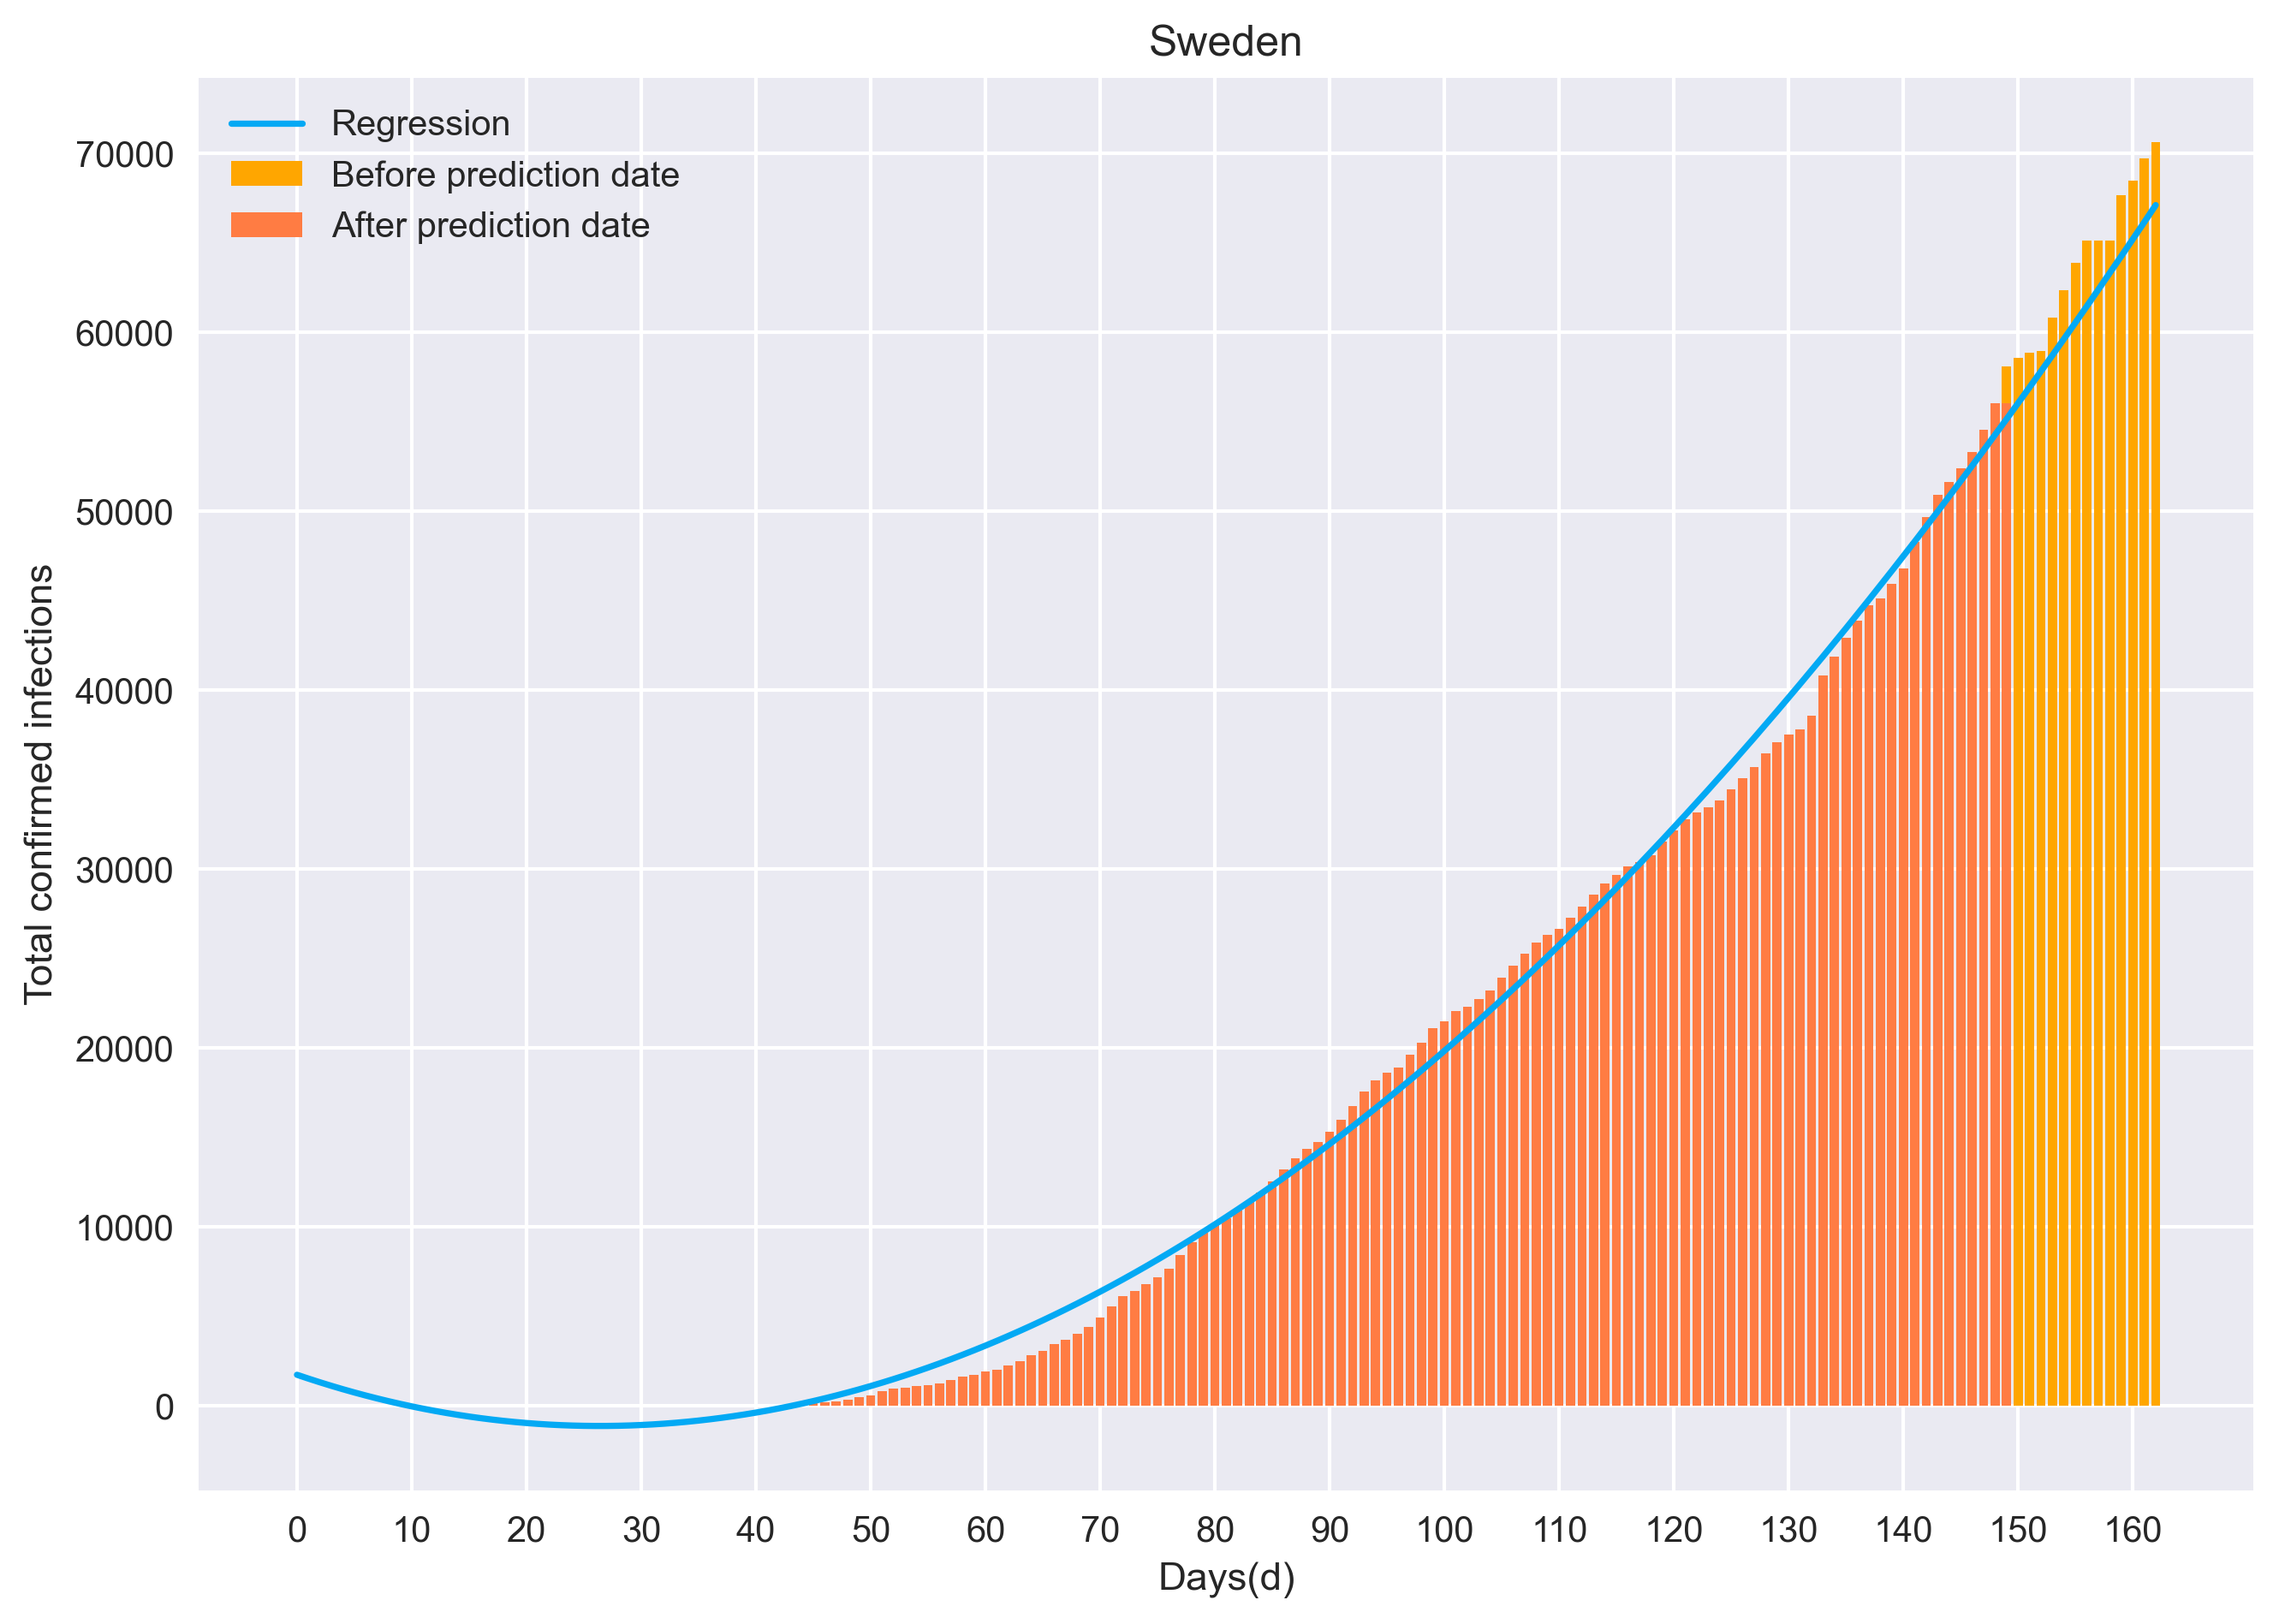 Sweden
Regression
Before prediction date
After prediction date
70000
60000
50000
40000
30000
20000
10000
0
Total confirmed infections
0 10 20 30 40 50 60 70 80 90 100 110 120 130 140 150 160
Days(d)